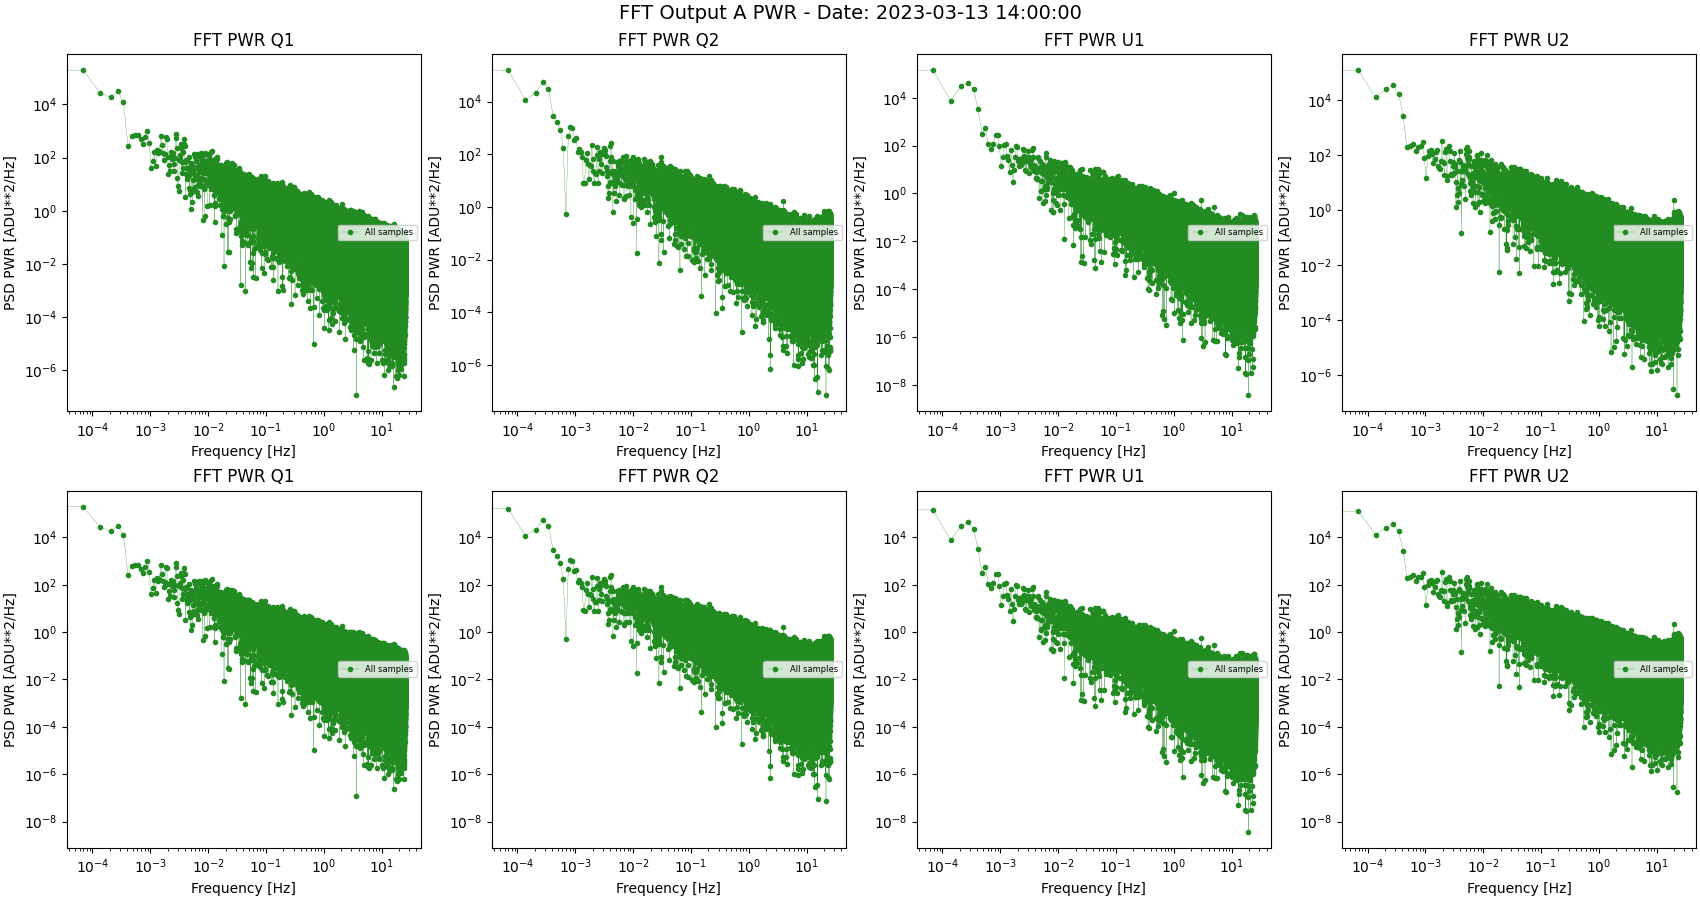 FFT Output A PWR - Date: 2023-03-13 14:00:00
FFT PWR Q1
FFT PWR Q2
FFT PWR U1
FFT PWR U2
PSD PWR [ADU**2/Hz]
10^4
10^2
10^0
10^-2
10^-4
10^-6
All samples
10^-4 10^-3 10^-2 10^-1 10^0 10^1
Frequency [Hz]
PSD PWR [ADU**2/Hz]
10^4
10^2
10^0
10^-2
10^-4
10^-6
All samples
10^-4 10^-3 10^-2 10^-1 10^0 10^1
Frequency [Hz]
PSD PWR [ADU**2/Hz]
10^4
10^2
10^0
10^-2
10^-4
10^-6
10^-8
All samples
10^-4 10^-3 10^-2 10^-1 10^0 10^1
Frequency [Hz]
PSD PWR [ADU**2/Hz]
10^4
10^2
10^0
10^-2
10^-4
10^-6
All samples
10^-4 10^-3 10^-2 10^-1 10^0 10^1
Frequency [Hz]
FFT PWR Q1
FFT PWR Q2
FFT PWR U1
FFT PWR U2
PSD PWR [ADU**2/Hz]
10^4
10^2
10^0
10^-2
10^-4
10^-6
10^-8
All samples
10^-4 10^-3 10^-2 10^-1 10^0 10^1
Frequency [Hz]
PSD PWR [ADU**2/Hz]
10^4
10^2
10^0
10^-2
10^-4
10^-6
10^-8
All samples
10^-4 10^-3 10^-2 10^-1 10^0 10^1
Frequency [Hz]
PSD PWR [ADU**2/Hz]
10^4
10^2
10^0
10^-2
10^-4
10^-6
10^-8
All samples
10^-4 10^-3 10^-2 10^-1 10^0 10^1
Frequency [Hz]
PSD PWR [ADU**2/Hz]
10^4
10^2
10^0
10^-2
10^-4
10^-6
10^-8
All samples
10^-4 10^-3 10^-2 10^-1 10^0 10^1
Frequency [Hz]